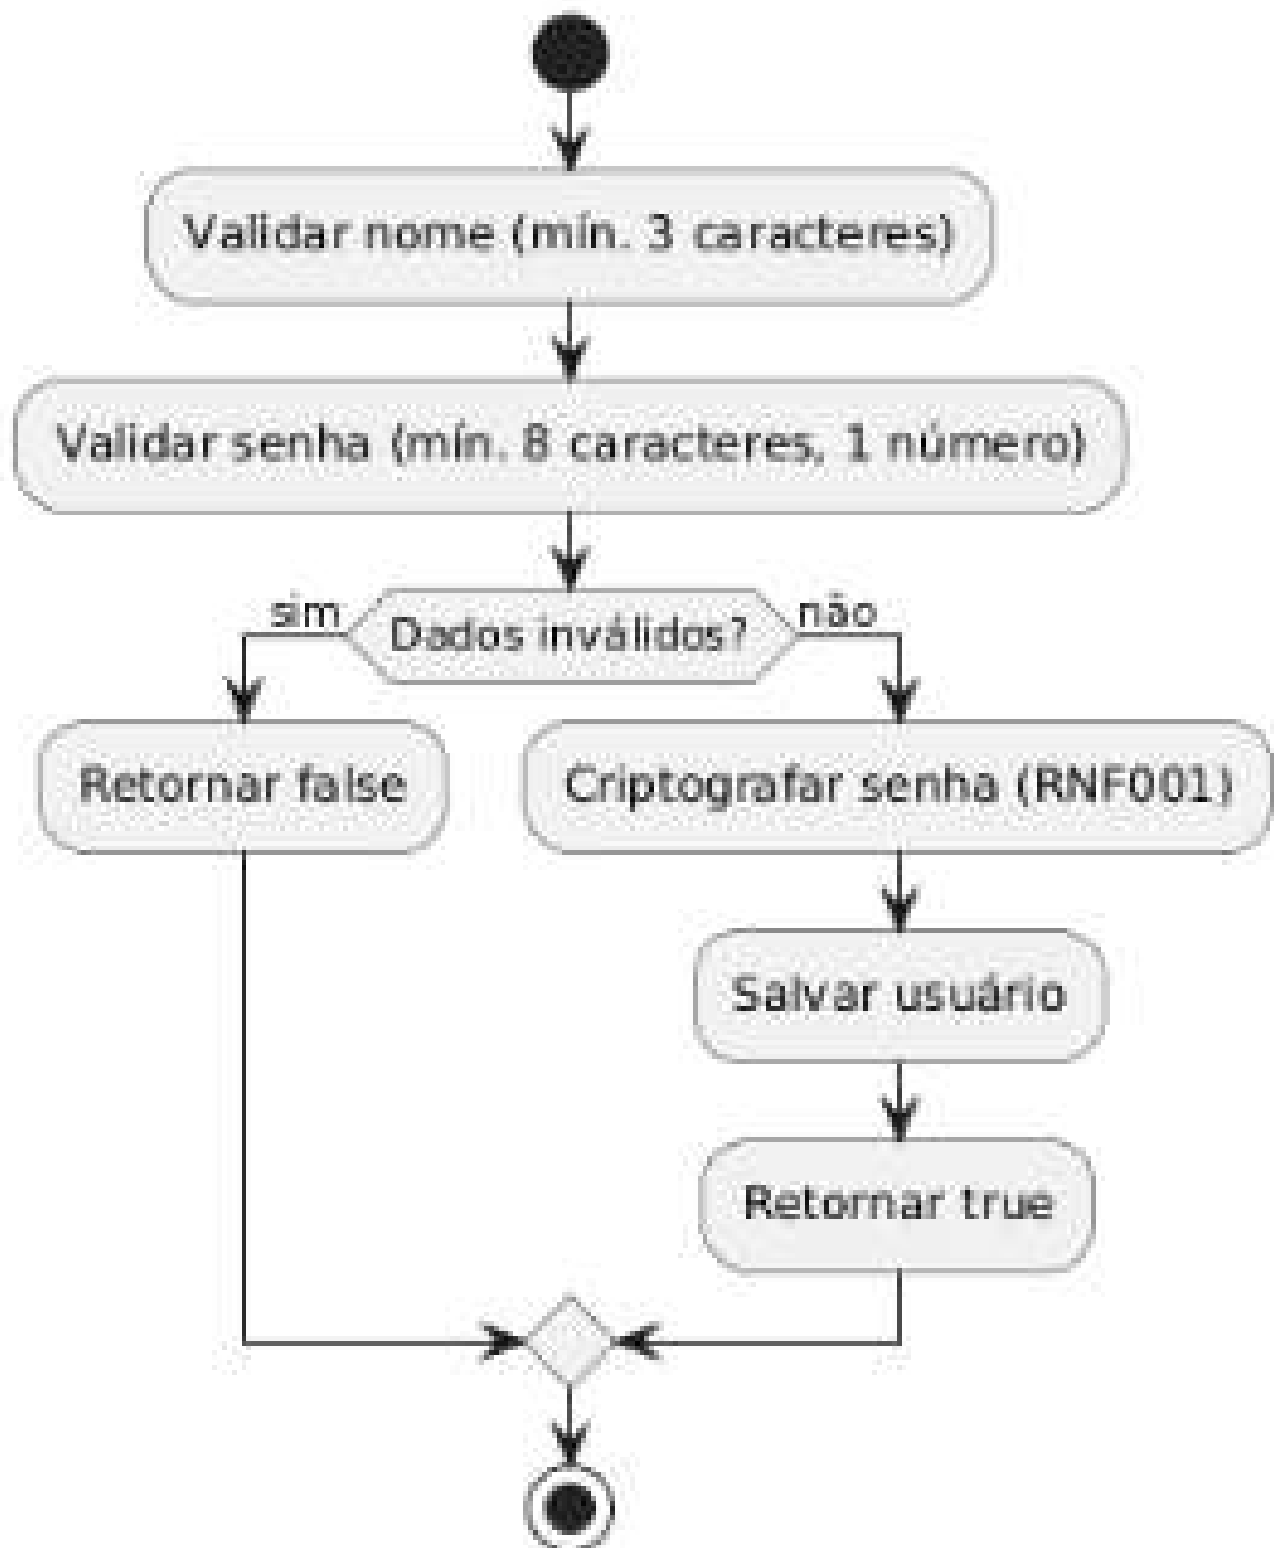 Validar nome (mín. 3 caracteres)
Validar senha (mín. 8 caracteres, 1 número)
sim
Dados inválidos?
não
Retornar false
Criptografar senha (RNF001)
Salvar usuário
Retornar true